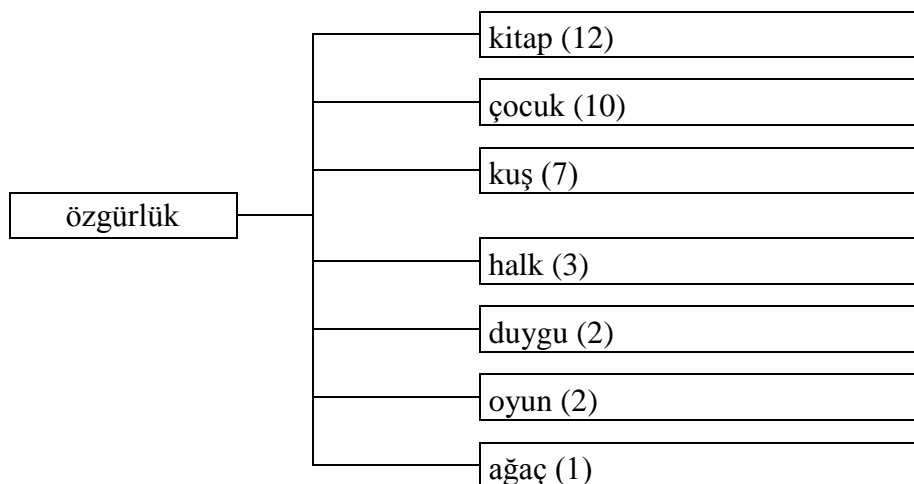 kitap (12)
çocuk (10)
kuş (7)
özgürlük
halk (3)
duygu (2)
oyun (2)
ağaç (1)